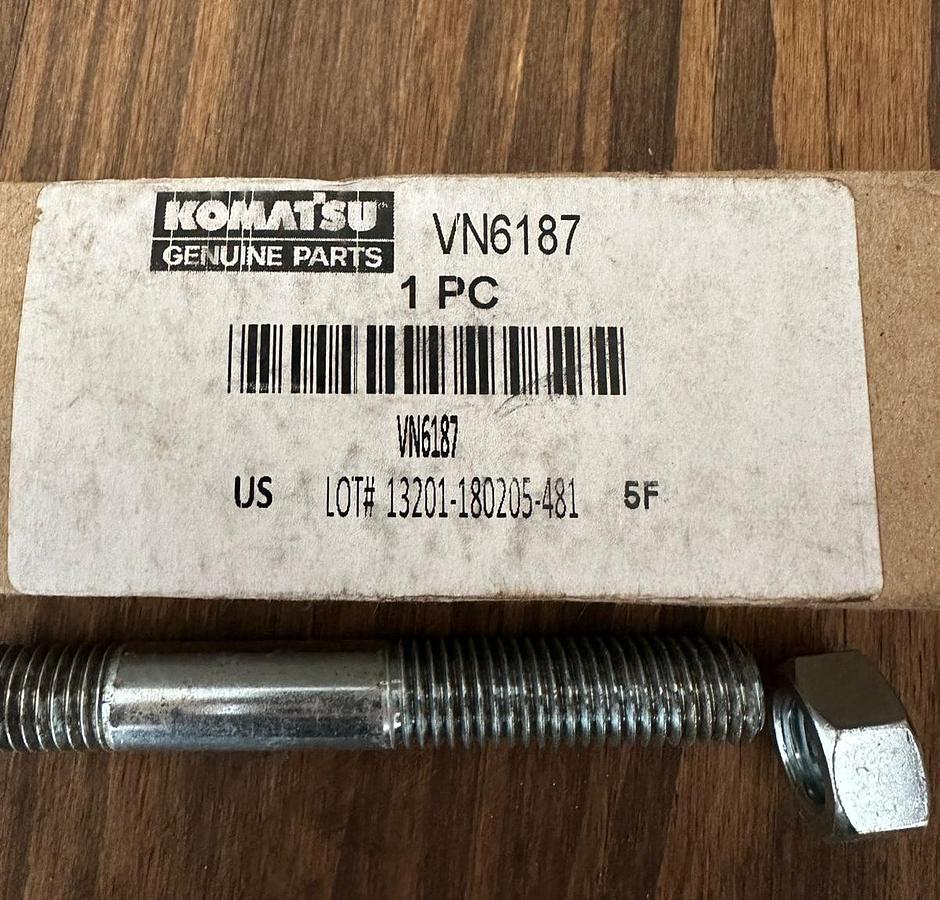 KOMATSU VN6187
GENUINE PARTS
1 PC
VN6187
US LOT# 13201-180205-481 5F